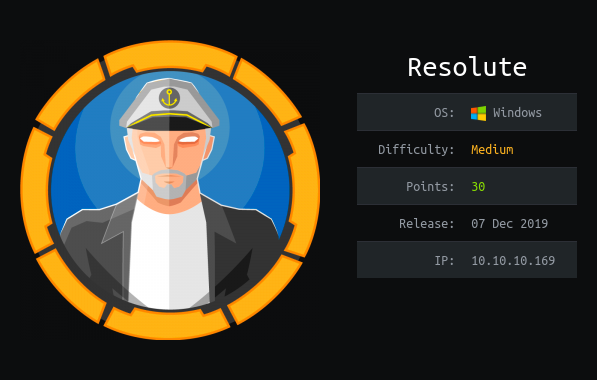 Resolute
OS: Windows
Difficulty: Medium
Points: 30
Release: 07 Dec 2019
IP: 10.10.10.169